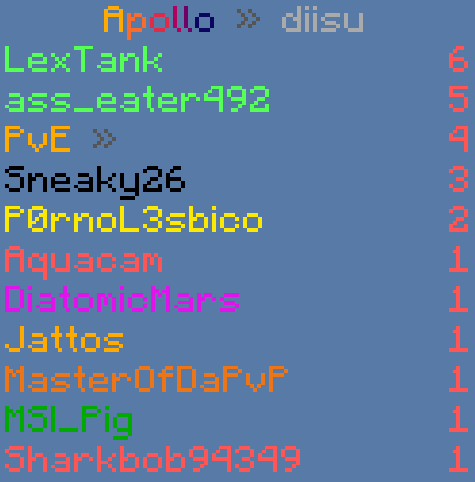 Apollo » diisu
LexTank 6
ass_eater492 5
PvE » 4
Sneaky26 3
P0rnoL3sbico 2
Aquacam 1
DiatomicMars 1
Jattos 1
MasterOfDaPvP 1
MSI_Pig 1
Sharkbob94349 1